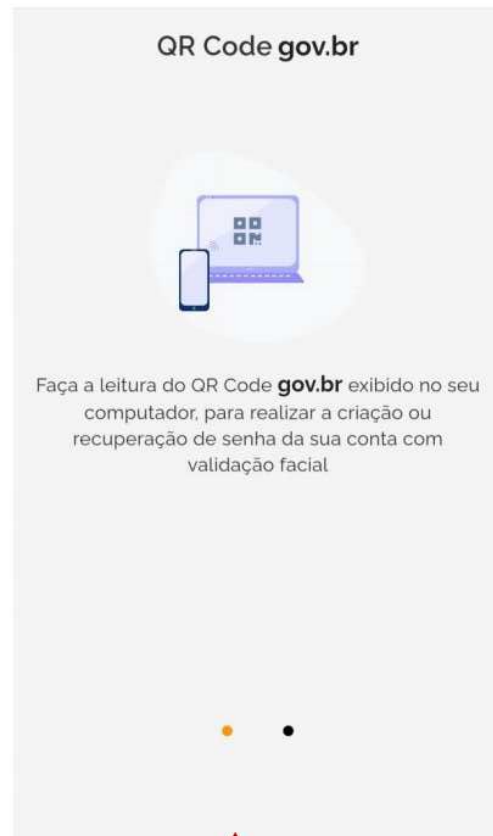 QR Code gov.br
Faça a leitura do QR Code gov.br exibido no seu
computador, para realizar a criação ou
recuperação de senha da sua conta com
validação facial